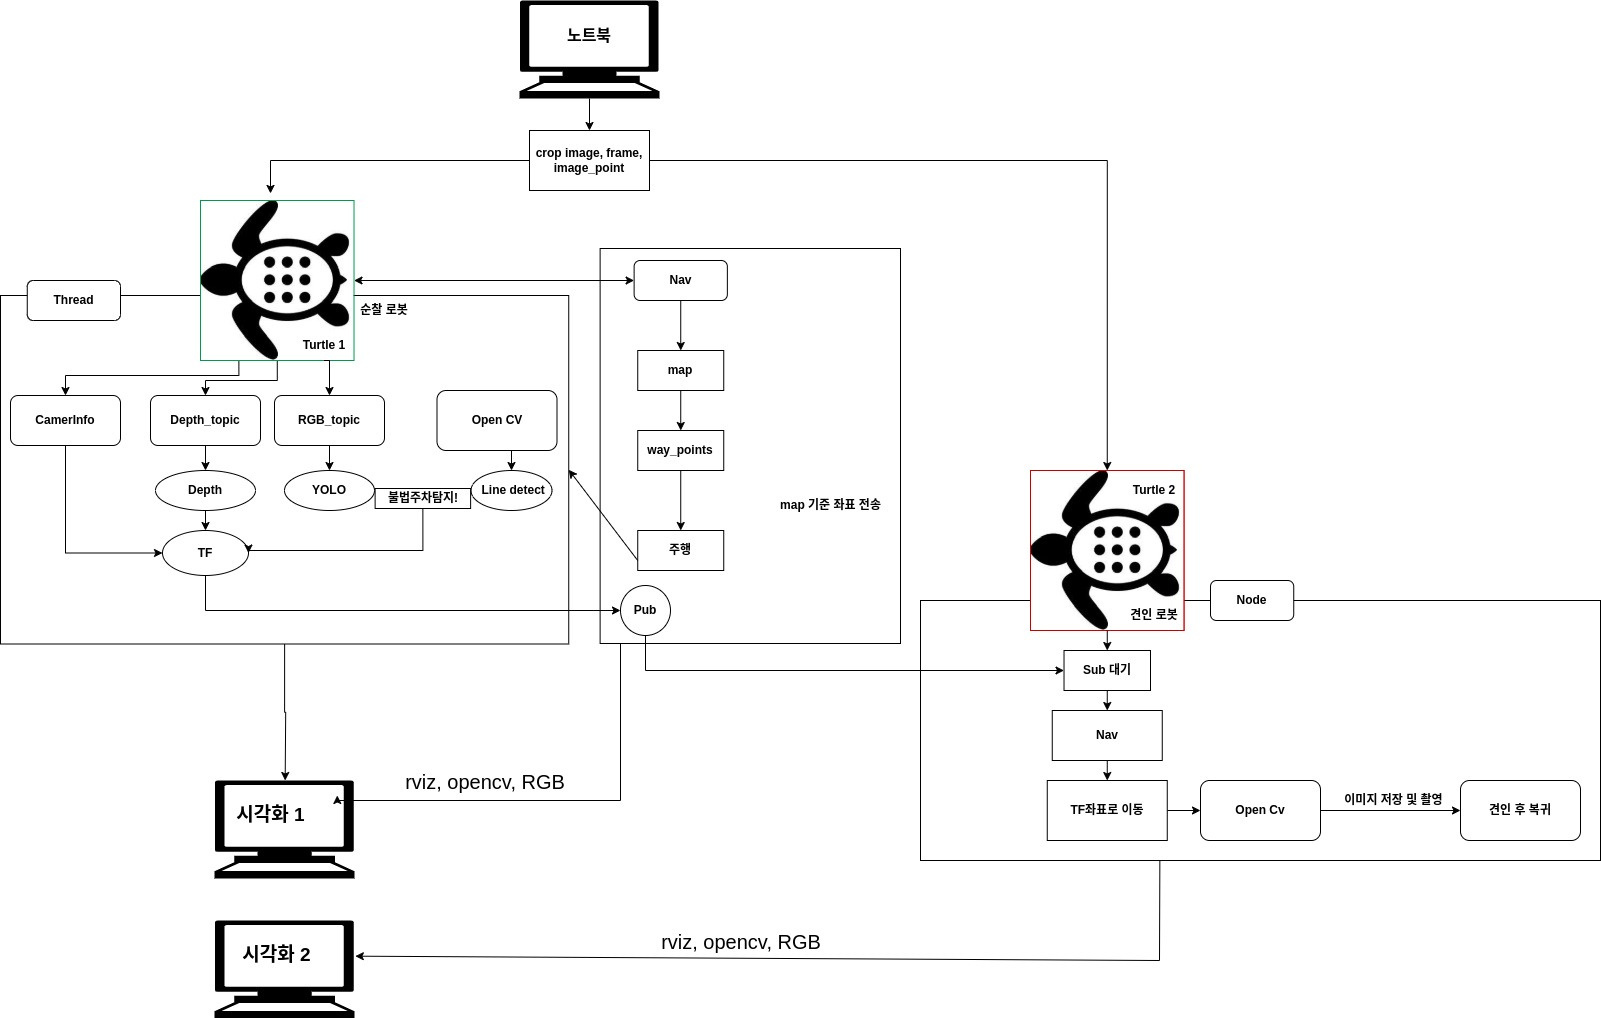 노트북
crop image, frame,
image_point
Thread
순찰 로봇
Turtle 1
CamerInfo
Depth_topic
RGB_topic
Open CV
Depth
YOLO
불법주차탐지!
Line detect
TF
Nav
map
way_points
map 기준 좌표 전송
주행
Pub
Turtle 2
견인 로봇
Node
Sub 대기
Nav
TF좌표로 이동
Open Cv
이미지 저장 및 촬영
견인 후 복귀
rviz, opencv, RGB
시각화 1
rviz, opencv, RGB
시각화 2